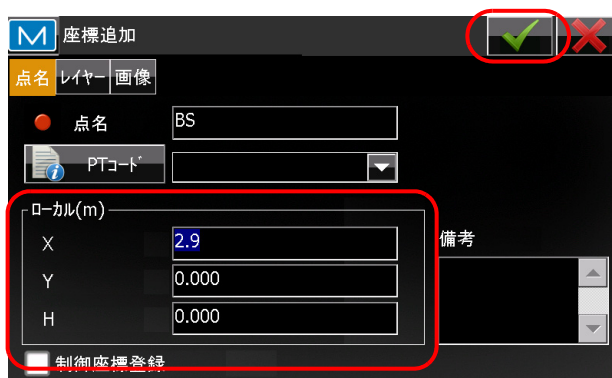 M 座標追加
点名 レイヤー 画像
点名 BS
PTコード
ローカル(m)
X 2.9
備考
Y 0.000
H 0.000
制御座標登録